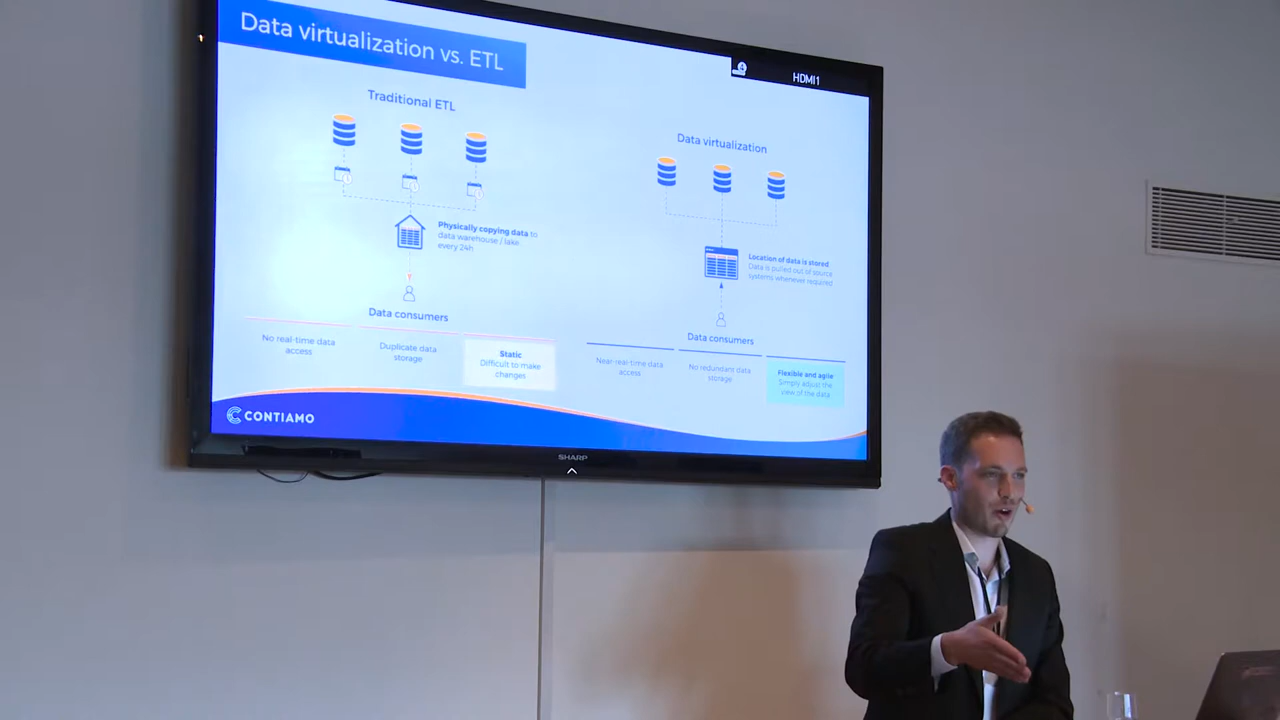 Data virtualization vs. ETL
HDMI1
Traditional ETL
Physically copying data to
data warehouse / lake
every 24h
Data consumers
No real-time data
access
Duplicate data
storage
Static
Difficult to make
changes
Data virtualization
Location of data is stored
Data is pulled out of source
systems whenever required
Data consumers
Near-real-time data
access
No redundant data
storage
Flexible and agile
Simply adjust the
view of the data
CONTIAMO
SHARP